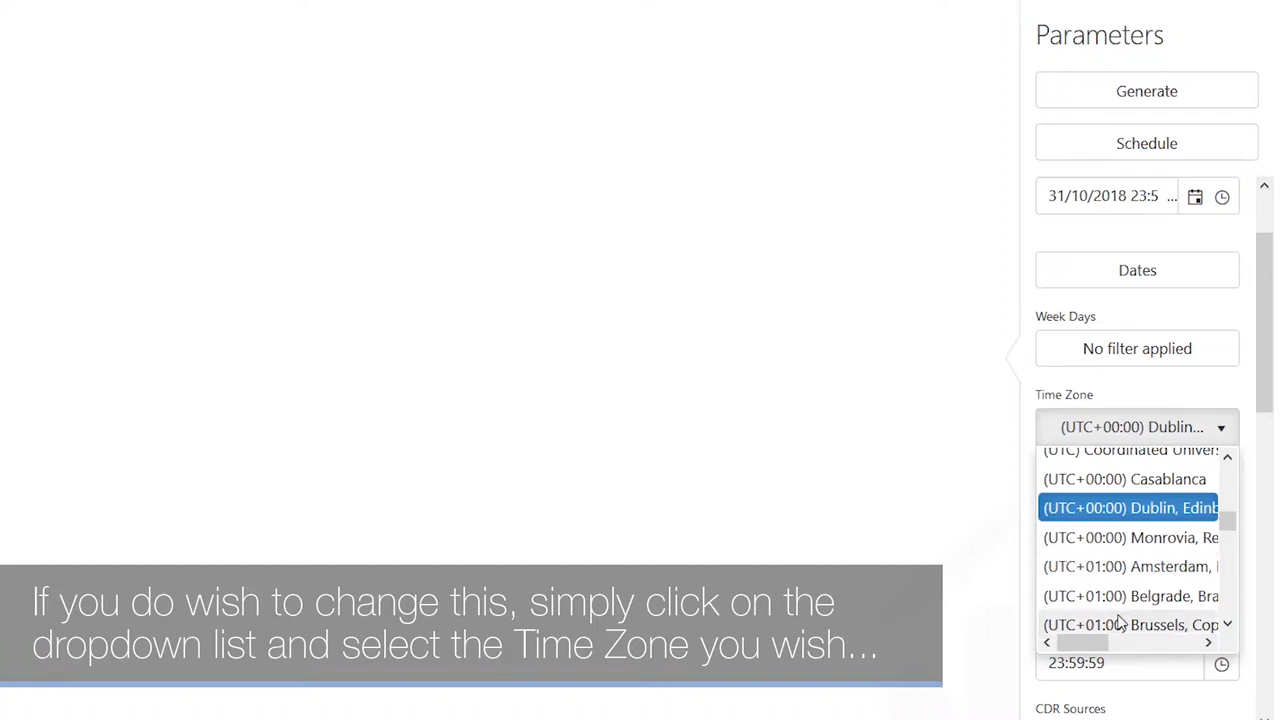 Parameters
Generate
Schedule
31/10/2018 23:5 ...
Dates
Week Days
No filter applied
Time Zone
(UTC+00:00) Dublin...
(UTC) Coordinated Univer
(UTC+00:00) Casablanca
(UTC+00:00) Dublin, Edinb
(UTC+00:00) Monrovia, Re
(UTC+01:00) Amsterdam,
(UTC+01:00) Belgrade, Bra
(UTC+01:00) Brussels, Cop
23:59:59
CDR Sources
If you do wish to change this, simply click on the
dropdown list and select the Time Zone you wish...